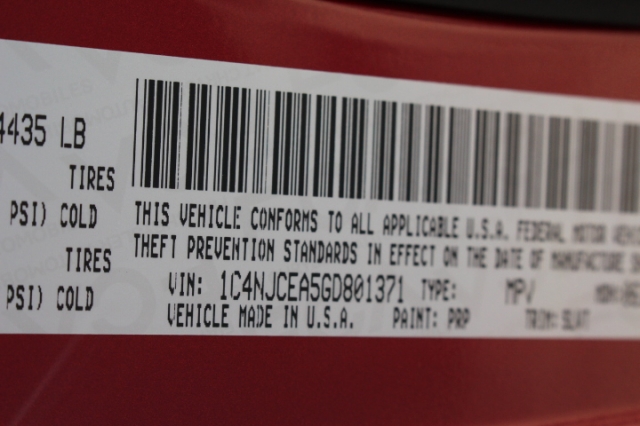 4435 LB
TIRES
PSI) COLD
TIRES
PSI) COLD
THIS VEHICLE CONFORMS TO ALL APPLICABLE U.S.A. FEDERAL MOTOR
THEFT PREVENTION STANDARDS IN EFFECT ON THE DATE OF MANUFACTURE
VIN: 1C4NJCEA5GD801371 TYPE: MPV
VEHICLE MADE IN U.S.A. PAINT: PRP TRIM: